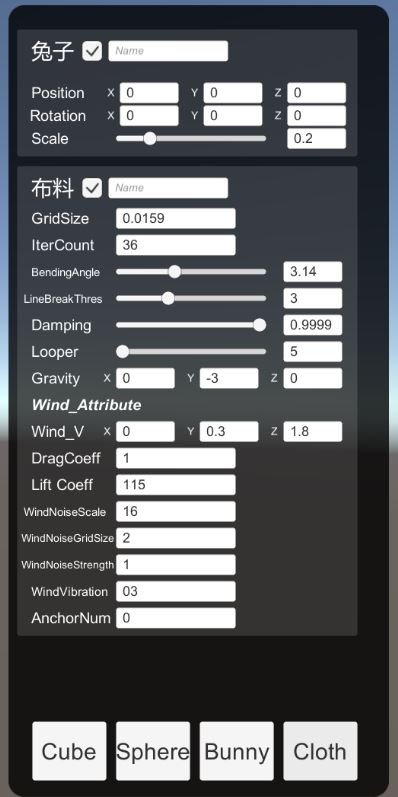 兔子 Name
Position X 0 Y 0 Z 0
Rotation X 0 Y 0 Z 0
Scale 0.2
布料 Name
GridSize 0.0159
IterCount 36
BendingAngle 3.14
LineBreakThres 3
Damping 0.9999
Looper 5
Gravity X 0 Y -3 Z 0
Wind_Attribute
Wind_V X 0 Y 0.3 Z 1.8
DragCoeff 1
Lift Coeff 115
WindNoiseScale 16
WindNoiseGridSize 2
WindNoiseStrength 1
WindVibration 03
AnchorNum 0
Cube Sphere Bunny Cloth